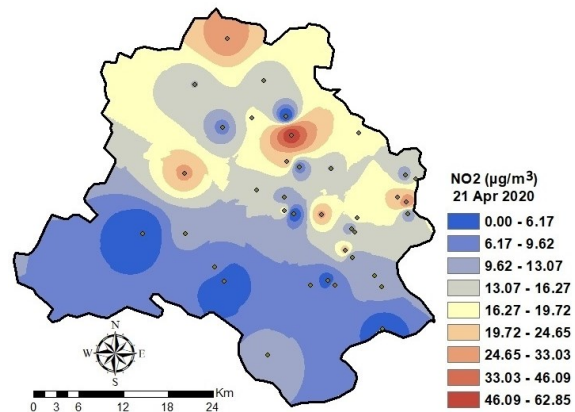 NO2 (µg/m³)
21 Apr 2020
0.00 - 6.17
6.17 - 9.62
9.62 - 13.07
13.07 - 16.27
16.27 - 19.72
19.72 - 24.65
24.65 - 33.03
33.03 - 46.09
46.09 - 62.85
N
W E
S
Km
0 3 6 12 18 24